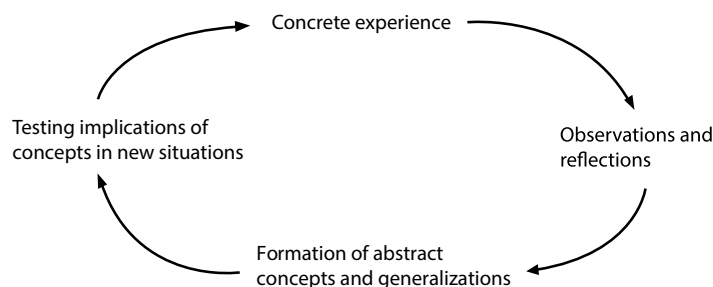 Concrete experience
Observations and
reflections
Formation of abstract
concepts and generalizations
Testing implications of
concepts in new situations